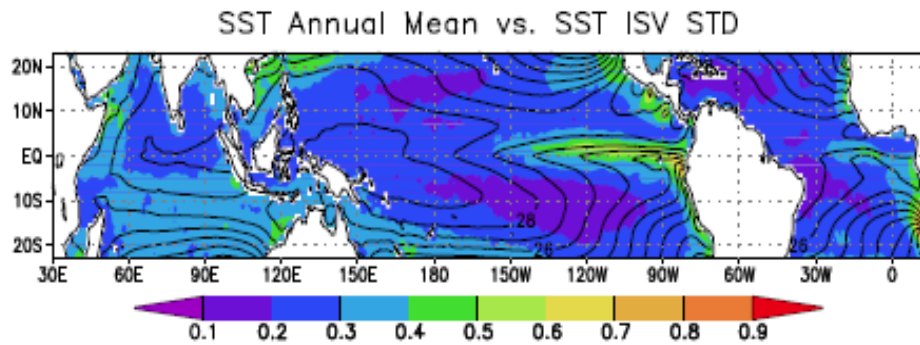 SST Annual Mean vs. SST ISV STD
20N
10N
EQ
10S
20S
28
26
26
30E 60E 90E 120E 150E 180 150W 120W 90W 60W 30W 0
0.1 0.2 0.3 0.4 0.5 0.6 0.7 0.8 0.9